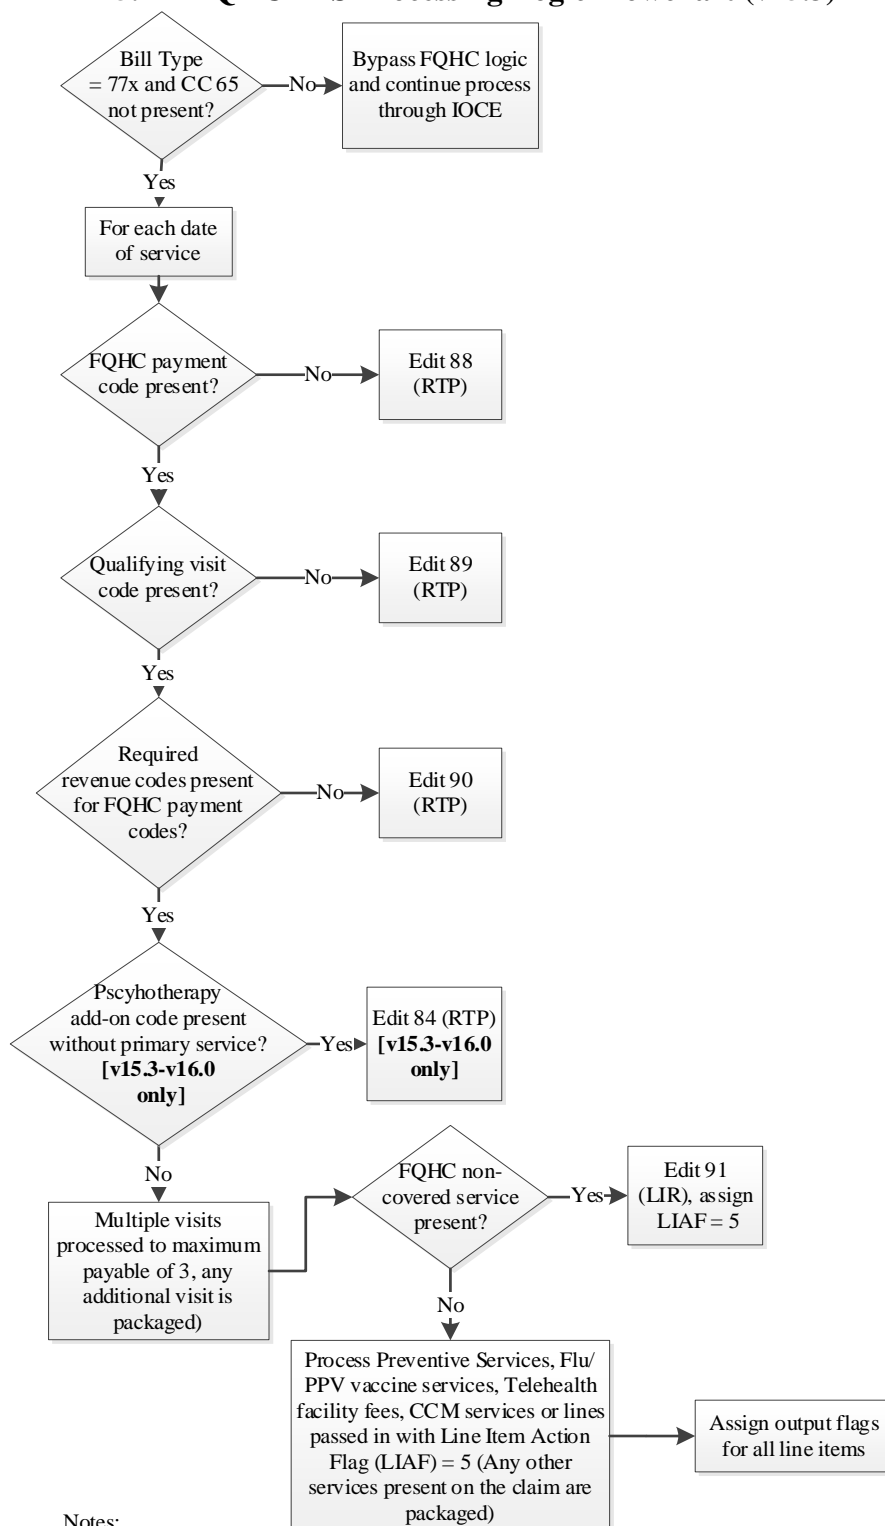 Bill Type
= 77x and CC 65
not present?
No
Bypass FQHC logic
and continue process
through IOCE
Yes
For each date
of service
FQHC payment
code present?
No
Edit 88
(RTP)
Yes
Qualifying visit
code present?
No
Edit 89
(RTP)
Yes
Required
revenue codes present
for FQHC payment
codes?
No
Edit 90
(RTP)
Yes
Pscyhotherapy
add-on code present
without primary service?
[v15.3-v16.0
only]
Yes
Edit 84 (RTP)
[v15.3-v16.0
only]
No
Multiple visits
processed to maximum
payable of 3, any
additional visit is
packaged)
FQHC non-
covered service
present?
Yes
Edit 91
(LIR), assign
LIAF = 5
No
Process Preventive Services, Flu/
PPV vaccine services, Telehealth
facility fees, CCM services or lines
passed in with Line Item Action
Flag (LIAF) = 5 (Any other
services present on the claim are
packaged)
Assign output flags
for all line items
Notes: